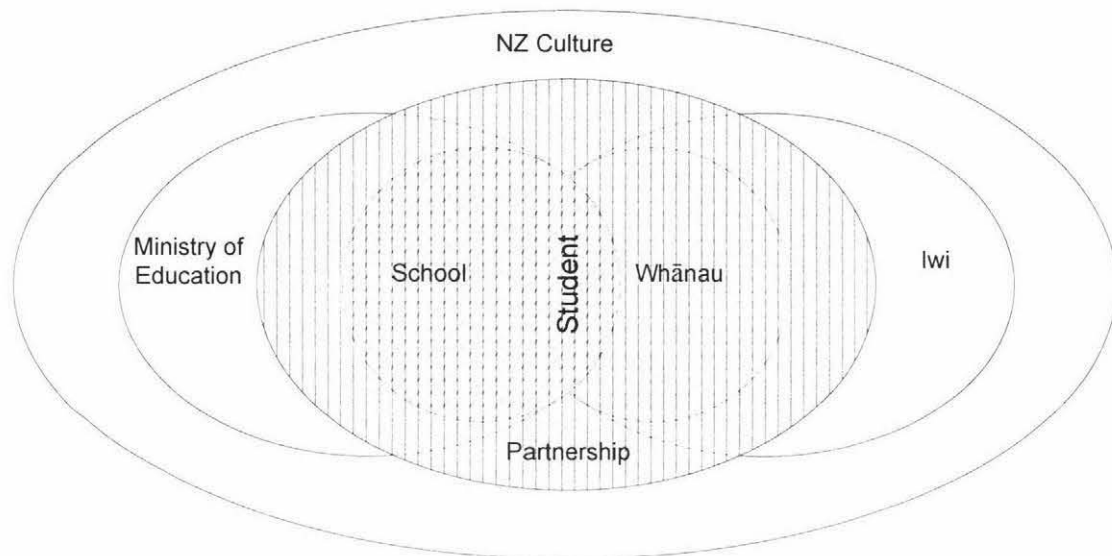 NZ Culture
Ministry of
Education
School
Student
Whānau
Iwi
Partnership